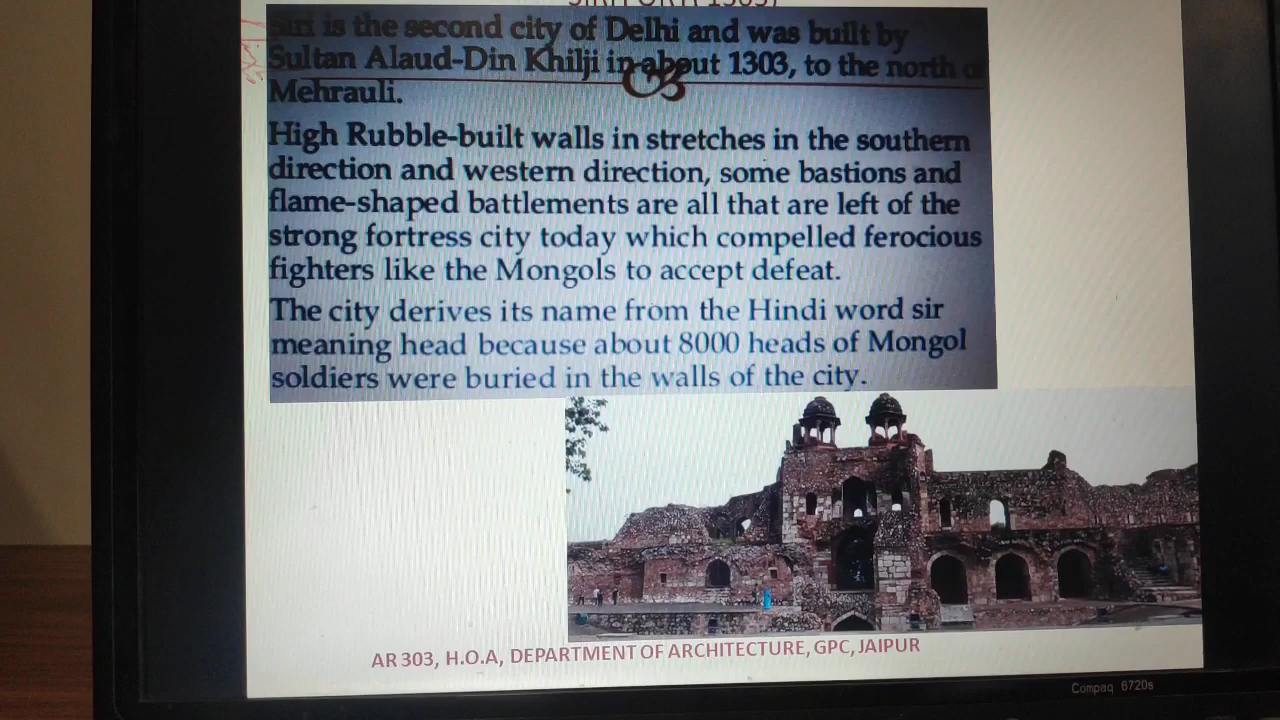 SIRI FORT( 1303)
Siri is the second city of Delhi and was built by
Sultan Alaud-Din Khilji in about 1303, to the north of
Mehrauli.
High Rubble-built walls in stretches in the southern
direction and western direction, some bastions and
flame-shaped battlements are all that are left of the
strong fortress city today which compelled ferocious
fighters like the Mongols to accept defeat.
The city derives its name from the Hindi word sir
meaning head because about 8000 heads of Mongol
soldiers were buried in the walls of the city.
AR 303, H.O.A, DEPARTMENT OF ARCHITECTURE, GPC, JAIPUR
Compaq 6720s